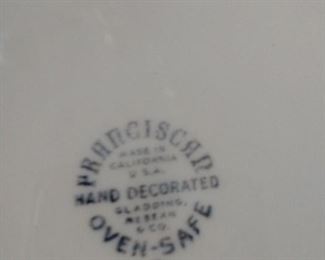 FRANCISCAN
MADE IN
CALIFORNIA
U.S.A.
HAND DECORATED
GLADDING,
McBEAN
& CO.
OVEN-SAFE